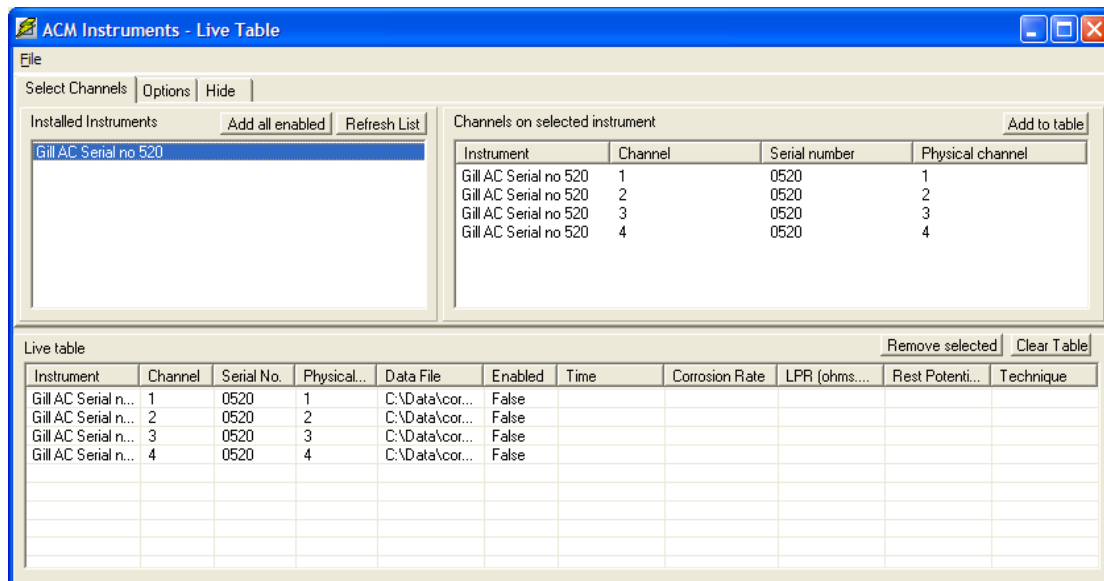 ACM Instruments - Live Table
File
Select Channels Options Hide
Installed Instruments Add all enabled Refresh List
Gill AC Serial no 520
Channels on selected instrument Add to table
Instrument Channel Serial number Physical channel
Gill AC Serial no 520 1 0520 1
Gill AC Serial no 520 2 0520 2
Gill AC Serial no 520 3 0520 3
Gill AC Serial no 520 4 0520 4
Live table Remove selected Clear Table
Instrument Channel Serial No. Physical... Data File Enabled Time Corrosion Rate LPR (ohms.... Rest Potenti... Technique
Gill AC Serial n... 1 0520 1 C:\Data\cor... False
Gill AC Serial n... 2 0520 2 C:\Data\cor... False
Gill AC Serial n... 3 0520 3 C:\Data\cor... False
Gill AC Serial n... 4 0520 4 C:\Data\cor... False